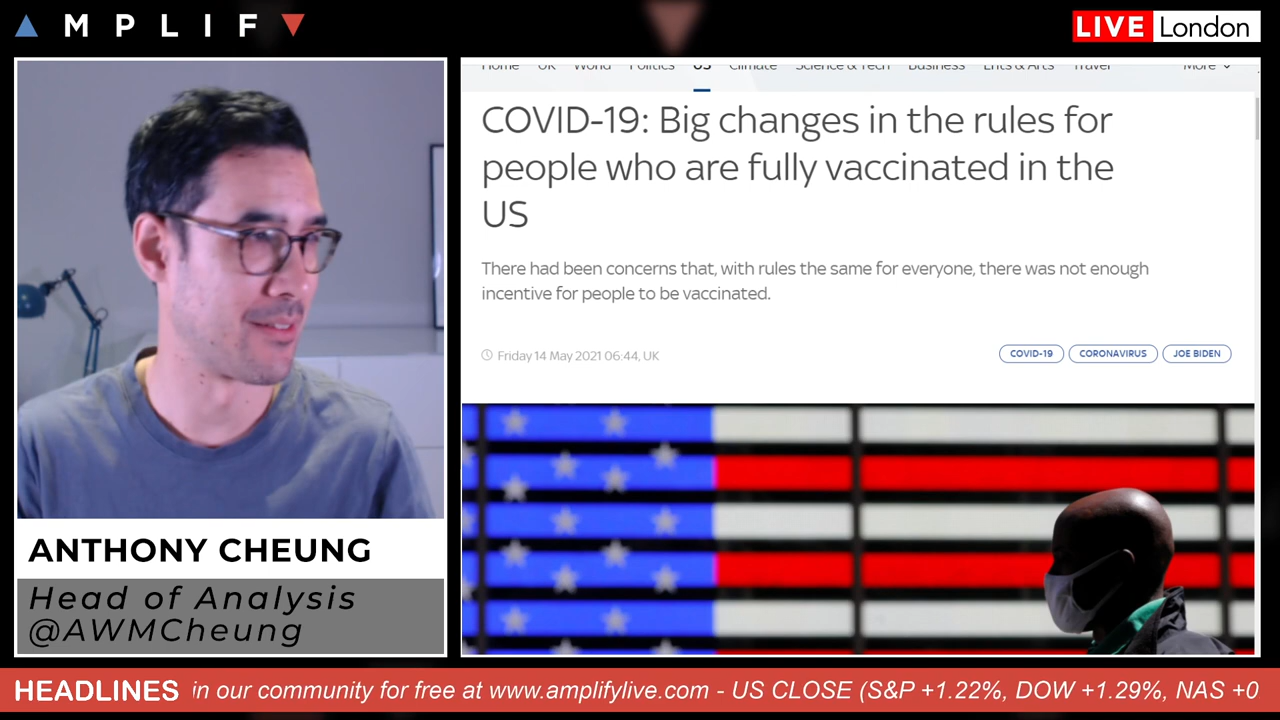 AMPLIFY
LIVE London
Home UK World Politics US Climate Science & Tech Business Ents & Arts Travel More
COVID-19: Big changes in the rules for
people who are fully vaccinated in the
US
There had been concerns that, with rules the same for everyone, there was not enough
incentive for people to be vaccinated.
Friday 14 May 2021 06:44, UK
COVID-19 CORONAVIRUS JOE BIDEN
ANTHONY CHEUNG
Head of Analysis
@AWMCheung
HEADLINES in our community for free at www.amplifylive.com - US CLOSE (S&P +1.22%, DOW +1.29%, NAS +0